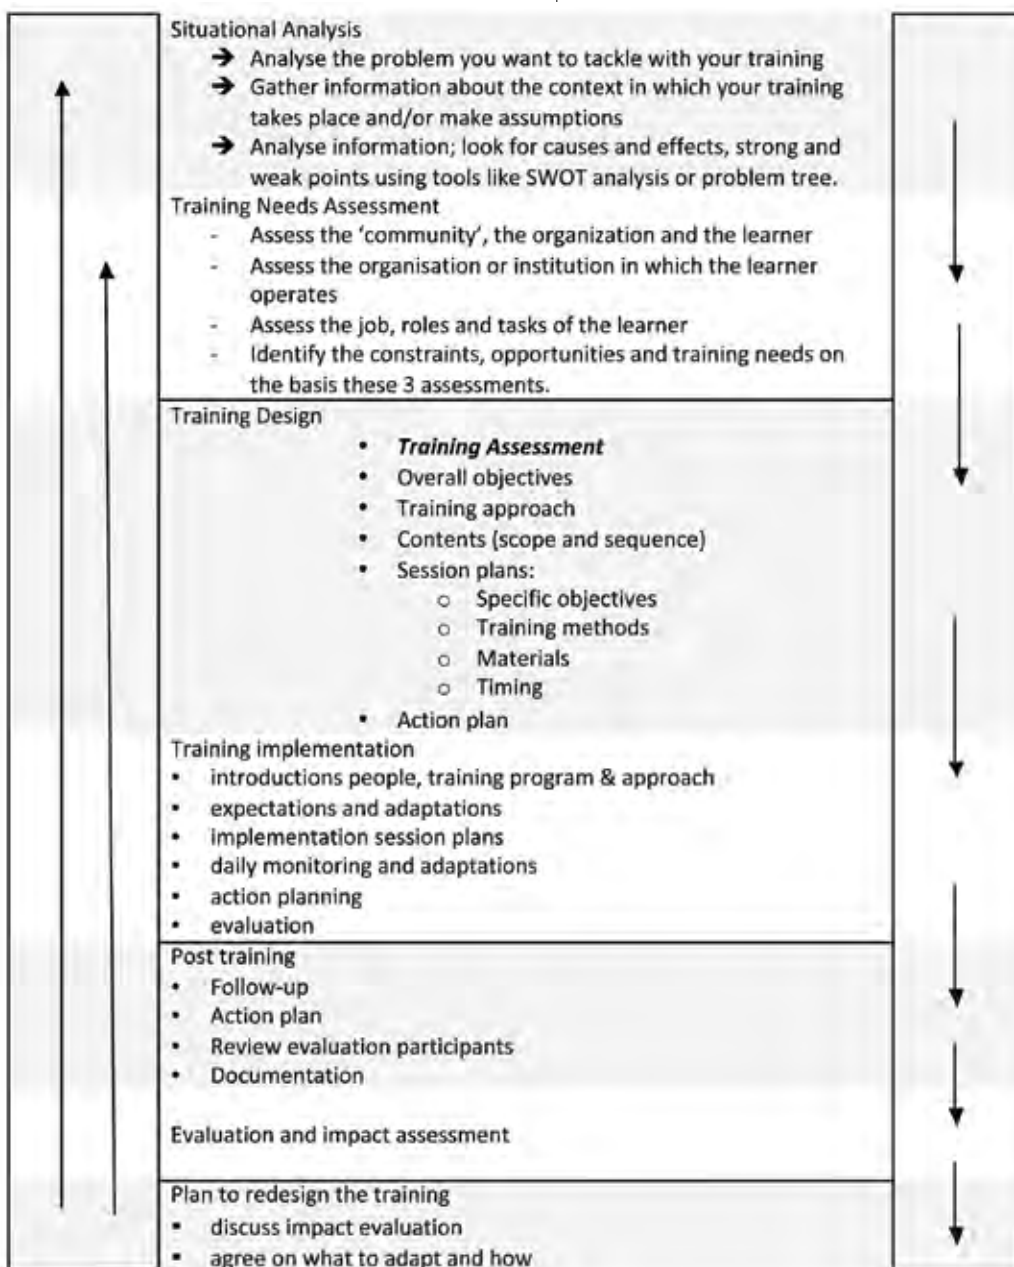 Situational Analysis
➔ Analyse the problem you want to tackle with your training
➔ Gather information about the context in which your training
takes place and/or make assumptions
➔ Analyse information; look for causes and effects, strong and
weak points using tools like SWOT analysis or problem tree.
Training Needs Assessment
- Assess the ‘community’, the organization and the learner
- Assess the organisation or institution in which the learner
operates
- Assess the job, roles and tasks of the learner
- Identify the constraints, opportunities and training needs on
the basis these 3 assessments.
Training Design
• Training Assessment
• Overall objectives
• Training approach
• Contents (scope and sequence)
• Session plans:
o Specific objectives
o Training methods
o Materials
o Timing
• Action plan
Training implementation
• introductions people, training program & approach
• expectations and adaptations
• implementation session plans
• daily monitoring and adaptations
• action planning
• evaluation
Post training
• Follow-up
• Action plan
• Review evaluation participants
• Documentation
Evaluation and impact assessment
Plan to redesign the training
▪ discuss impact evaluation
▪ agree on what to adapt and how